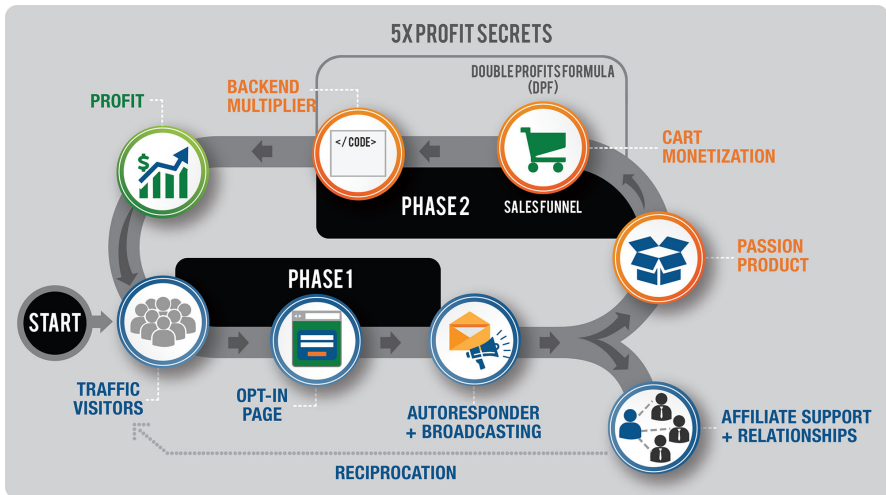 5X PROFIT SECRETS
DOUBLE PROFITS FORMULA
(DPF)
BACKEND
MULTIPLIER
PROFIT
</ CODE>
CART
MONETIZATION
PHASE 2
SALES FUNNEL
PASSION
PRODUCT
PHASE 1
START
TRAFFIC
VISITORS
OPT-IN
PAGE
AUTORESPONDER
+ BROADCASTING
AFFILIATE SUPPORT
+ RELATIONSHIPS
RECIPROCATION
$